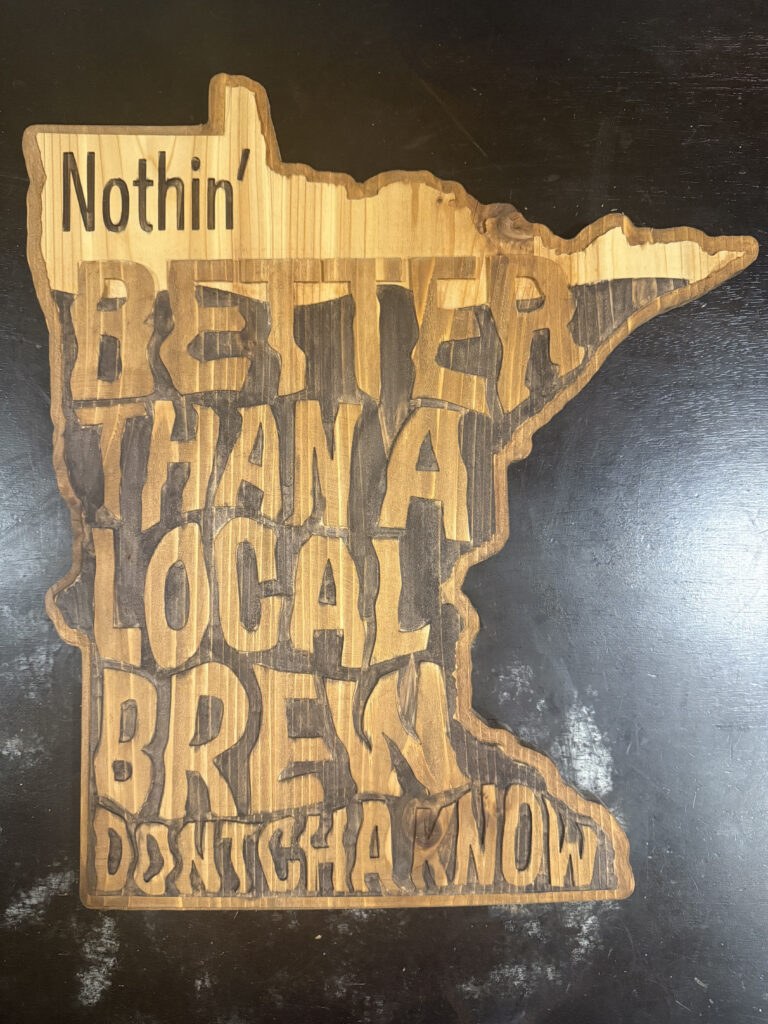 Nothin'
BETTER
THAN A
LOCAL
BREW
DONTCHA KNOW